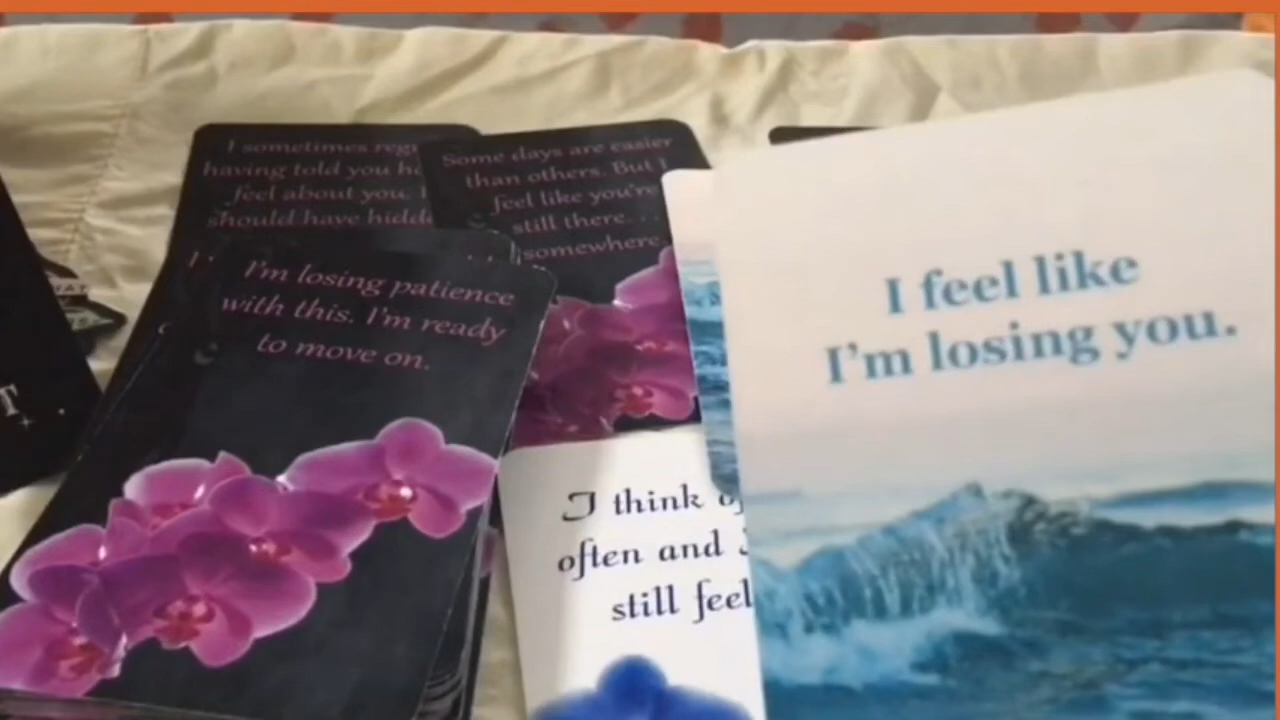 I sometimes
having told you
feel about you. I
should have
I'm losing patience
with this. I'm ready
to move on.
Some days are easier
than others. But I
feel like you're
still there. . .
somewhere.
I think
often and
still feel
I feel like
I'm losing you.
T